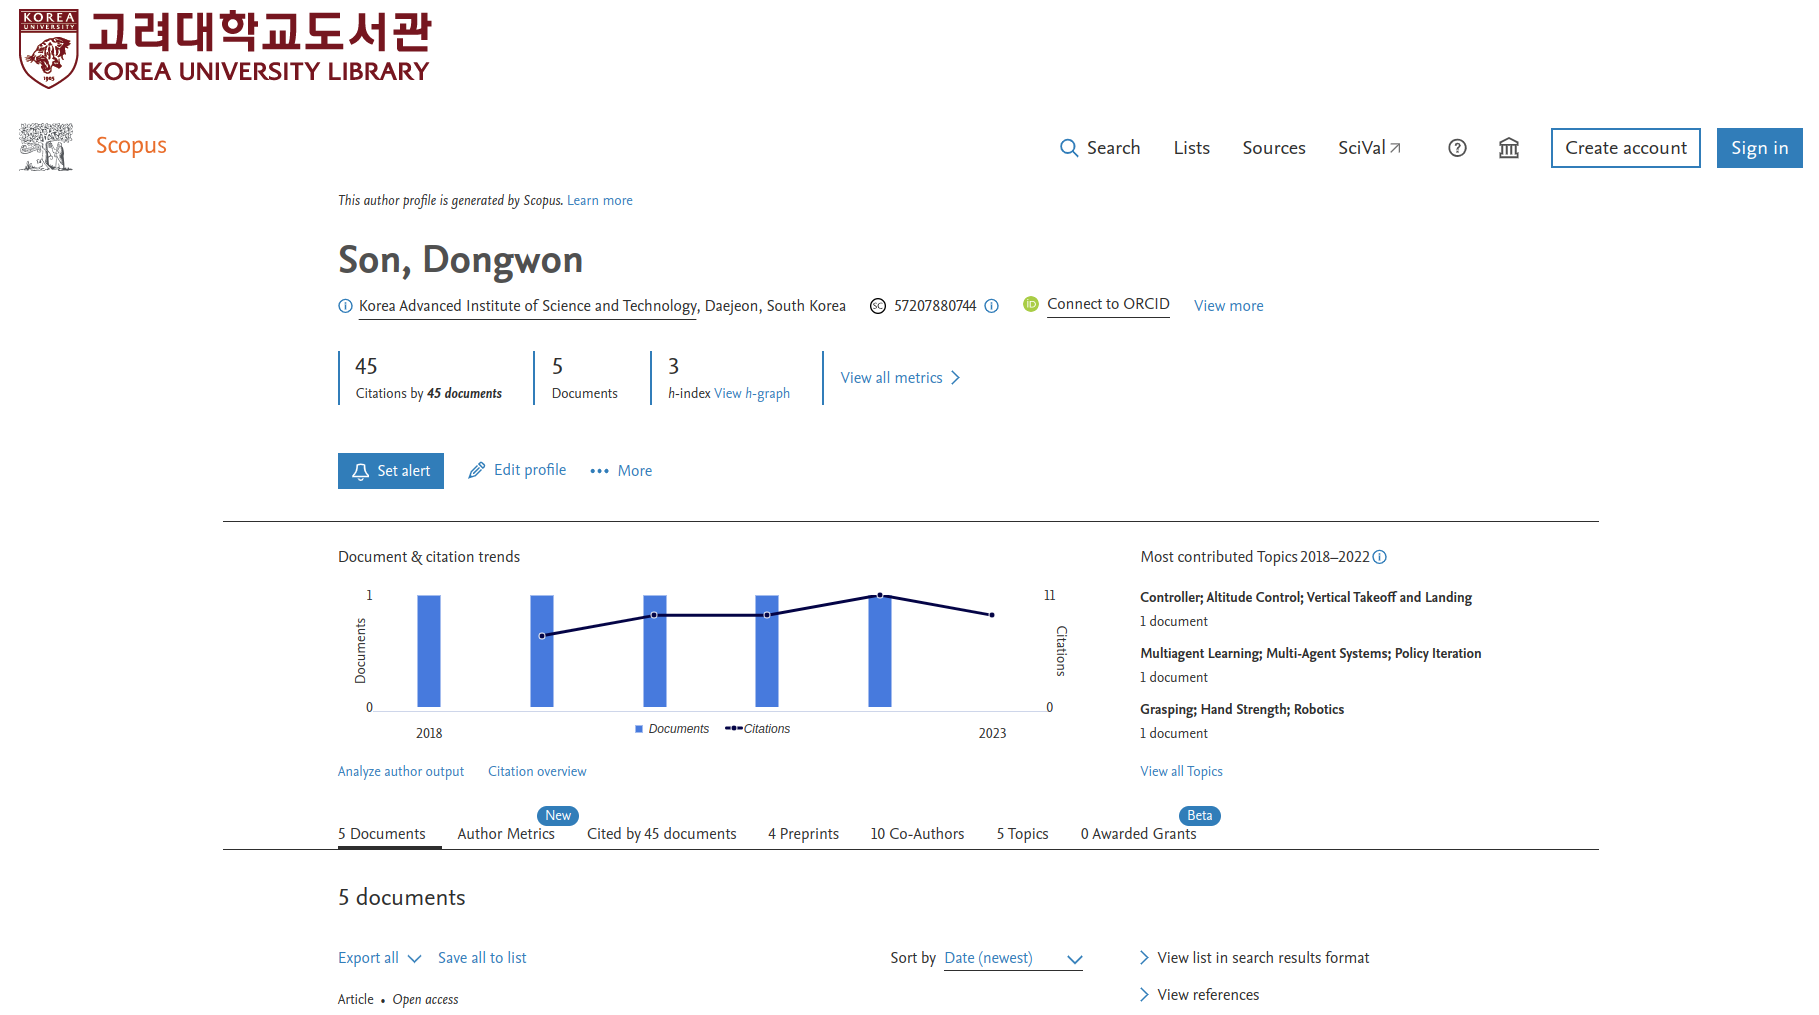 KOREA
UNIVERSITY
1905
고려대학교도서관
KOREA UNIVERSITY LIBRARY
Scopus
Search
Lists
Sources
SciVal
Create account
Sign in
This author profile is generated by Scopus. Learn more
Son, Dongwon
Korea Advanced Institute of Science and Technology, Daejeon, South Korea
SC 57207880744
iD Connect to ORCID
View more
45
Citations by 45 documents
5
Documents
3
h-index View h-graph
View all metrics
Set alert
Edit profile
More
Document & citation trends
1
Documents
0
11
Citations
0
2018
2023
Documents
Citations
Analyze author output
Citation overview
Most contributed Topics 2018–2022
Controller; Altitude Control; Vertical Takeoff and Landing
1 document
Multiagent Learning; Multi-Agent Systems; Policy Iteration
1 document
Grasping; Hand Strength; Robotics
1 document
View all Topics
5 Documents
New
Author Metrics
Cited by 45 documents
4 Preprints
10 Co-Authors
5 Topics
Beta
0 Awarded Grants
5 documents
Export all
Save all to list
Sort by Date (newest)
View list in search results format
Article • Open access
View references